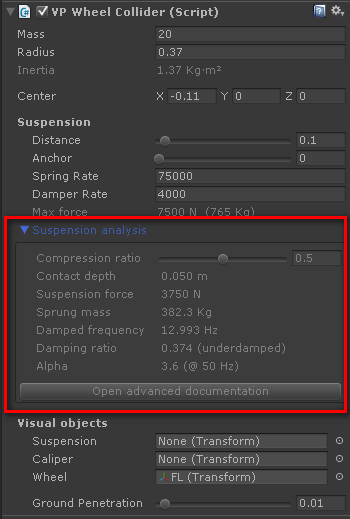 VP Wheel Collider (Script)
Mass 20
Radius 0.37
Inertia 1.37 Kg·m²
Center X -0.11 Y 0 Z 0
Suspension
Distance 0.1
Anchor 0
Spring Rate 75000
Damper Rate 4000
Max force 7500 N (765 Kg)
Suspension analysis
Compression ratio 0.5
Contact depth 0.050 m
Suspension force 3750 N
Sprung mass 382.3 Kg
Damped frequency 12.993 Hz
Damping ratio 0.374 (underdamped)
Alpha 3.6 (@ 50 Hz)
Open advanced documentation
Visual objects
Suspension None (Transform)
Caliper None (Transform)
Wheel FL (Transform)
Ground Penetration 0.01